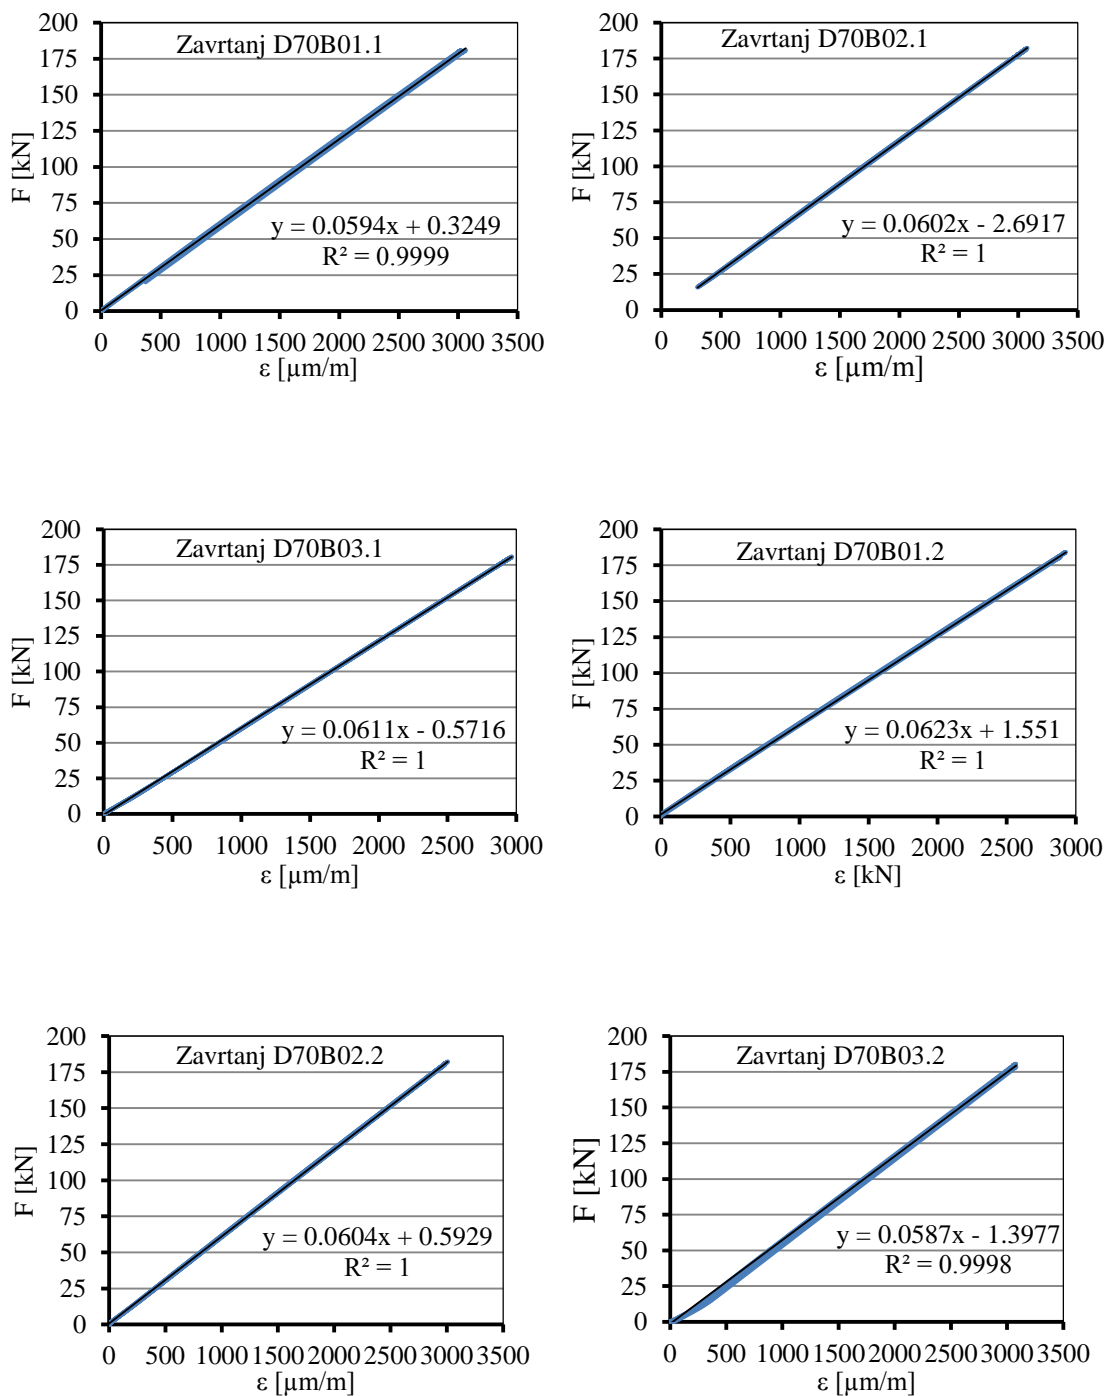 Zavrtanj D70B01.1
F [kN]
200
175
150
125
100
75
50
25
0
y = 0.0594x + 0.3249
R² = 0.9999
0 500 1000 1500 2000 2500 3000 3500
ε [µm/m]
Zavrtanj D70B02.1
F [kN]
200
175
150
125
100
75
50
25
0
y = 0.0602x - 2.6917
R² = 1
0 500 1000 1500 2000 2500 3000 3500
ε [µm/m]
Zavrtanj D70B03.1
F [kN]
200
175
150
125
100
75
50
25
0
y = 0.0611x - 0.5716
R² = 1
0 500 1000 1500 2000 2500 3000
ε [µm/m]
Zavrtanj D70B01.2
F [kN]
200
175
150
125
100
75
50
25
0
y = 0.0623x + 1.551
R² = 1
0 500 1000 1500 2000 2500 3000
ε [kN]
Zavrtanj D70B02.2
F [kN]
200
175
150
125
100
75
50
25
0
y = 0.0604x + 0.5929
R² = 1
0 500 1000 1500 2000 2500 3000 3500
ε [µm/m]
Zavrtanj D70B03.2
F [kN]
200
175
150
125
100
75
50
25
0
y = 0.0587x - 1.3977
R² = 0.9998
0 500 1000 1500 2000 2500 3000 3500
ε [µm/m]